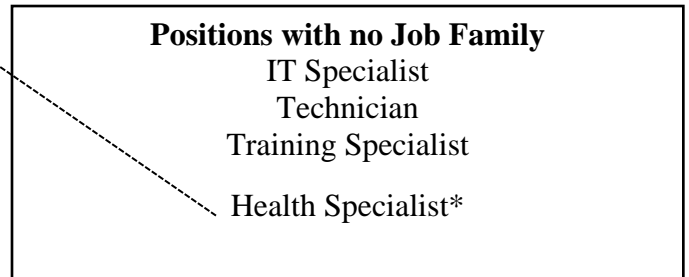 Positions with no Job Family
IT Specialist
Technician
Training Specialist
Health Specialist*